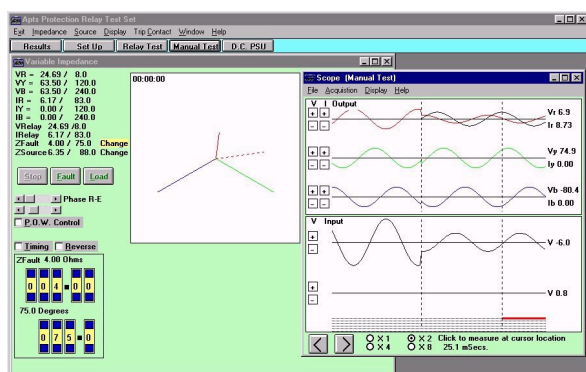 Apts Protection Relay Test Set
Exit Impedance Source Display Trip Contact Window Help
Results Set Up Relay Test Manual Test D.C. PSU
Variable Impedance
VR = 24.69 / 8.0
VY = 63.50 / 120.0
VB = 63.50 / 240.0
IR = 6.17 / 83.0
IY = 0.00 / 120.0
IB = 0.00 / 240.0
VRelay 24.69 /8.0
IRelay 6.17 / 83.0
ZFault 4.00 / 75.0 Change
ZSource 6.35 / 88.0 Change
Stop Fault Load
Phase R-E
P.O.W. Control
Timing Reverse
ZFault 4.00 Ohms
0 0 4 . 0 0
75.0 Degrees
0 7 5 . 0
00:00:00
Scope (Manual Test)
File Acquistion Display Help
V I Output
Vr 6.9
Ir 8.73
Vy 74.9
Iy 0.00
Vb -80.4
Ib 0.00
V Input
V -6.0
V 0.8
X 1 X 2 Click to measure at cursor location
X 4 X 8 25.1 mSecs.